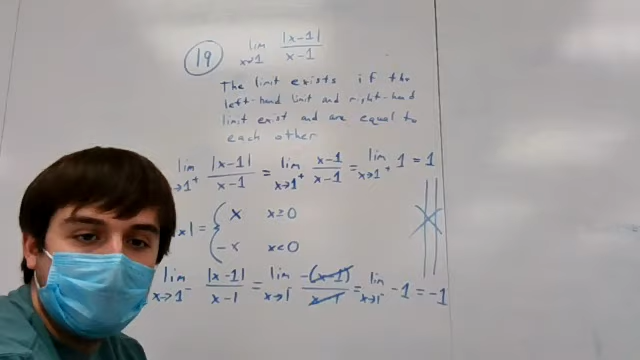 19 lim x→1 |x-1| / x-1
The limit exists if the
left-hand limit and right-hand
limit exist and are equal to
each other
lim x→1⁺ |x-1| / x-1 = lim x→1⁺ x-1 / x-1 = lim x→1⁺ 1 = 1
x| = { x x≥0
-x x<0
lim x→1⁻ |x-1| / x-1 = lim x→1⁻ -(x-1) / x-1 = lim x→1⁻ -1 = -1